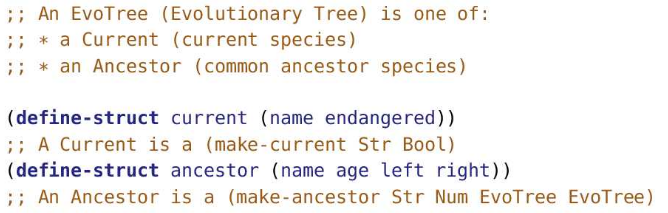 ;; An EvoTree (Evolutionary Tree) is one of:
;; * a Current (current species)
;; * an Ancestor (common ancestor species)
(define-struct current (name endangered))
;; A Current is a (make-current Str Bool)
(define-struct ancestor (name age left right))
;; An Ancestor is a (make-ancestor Str Num EvoTree EvoTree)